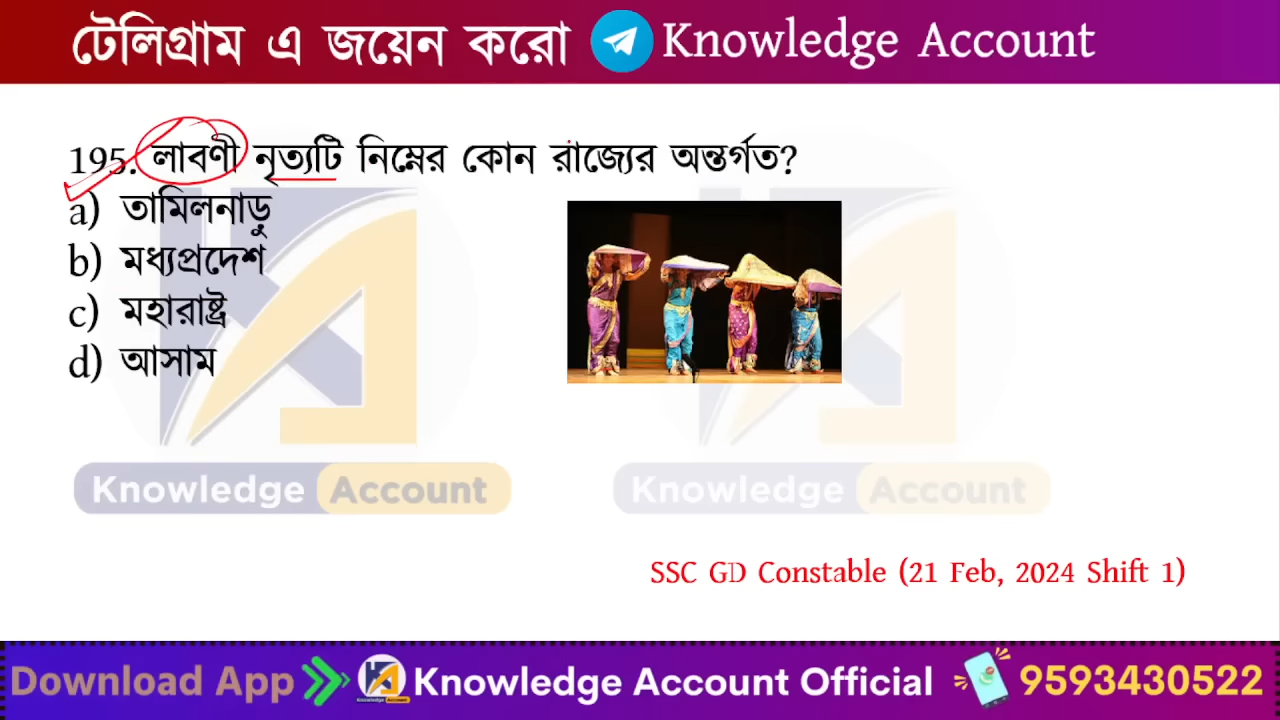 টেলিগ্রাম এ জয়েন করো Knowledge Account
195. লাবণী নৃত্যটি নিম্নের কোন রাজ্যের অন্তর্গত?
a) তামিলনাড়ু
b) মধ্যপ্রদেশ
c) মহারাষ্ট্র
d) আসাম
Knowledge Account Knowledge Account
SSC GD Constable (21 Feb, 2024 Shift 1)
Download App Knowledge Account Official 9593430522